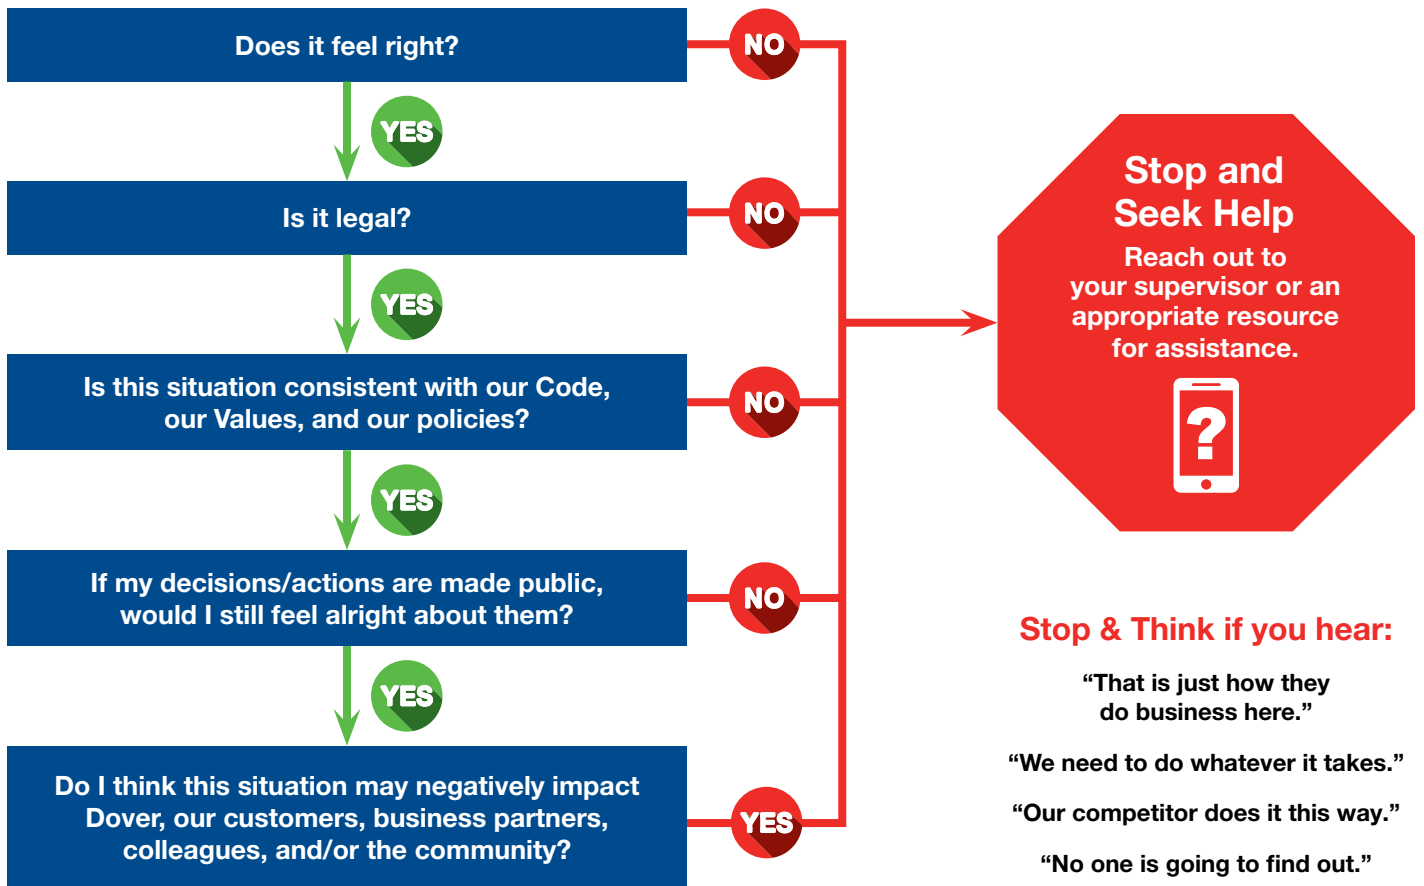 Does it feel right?
NO
YES
Is it legal?
NO
YES
Is this situation consistent with our Code,
our Values, and our policies?
NO
YES
If my decisions/actions are made public,
would I still feel alright about them?
NO
YES
Do I think this situation may negatively impact
Dover, our customers, business partners,
colleagues, and/or the community?
YES
Stop and
Seek Help
Reach out to
your supervisor or an
appropriate resource
for assistance.
?
Stop & Think if you hear:
“That is just how they
do business here.”
“We need to do whatever it takes.”
“Our competitor does it this way.”
“No one is going to find out.”